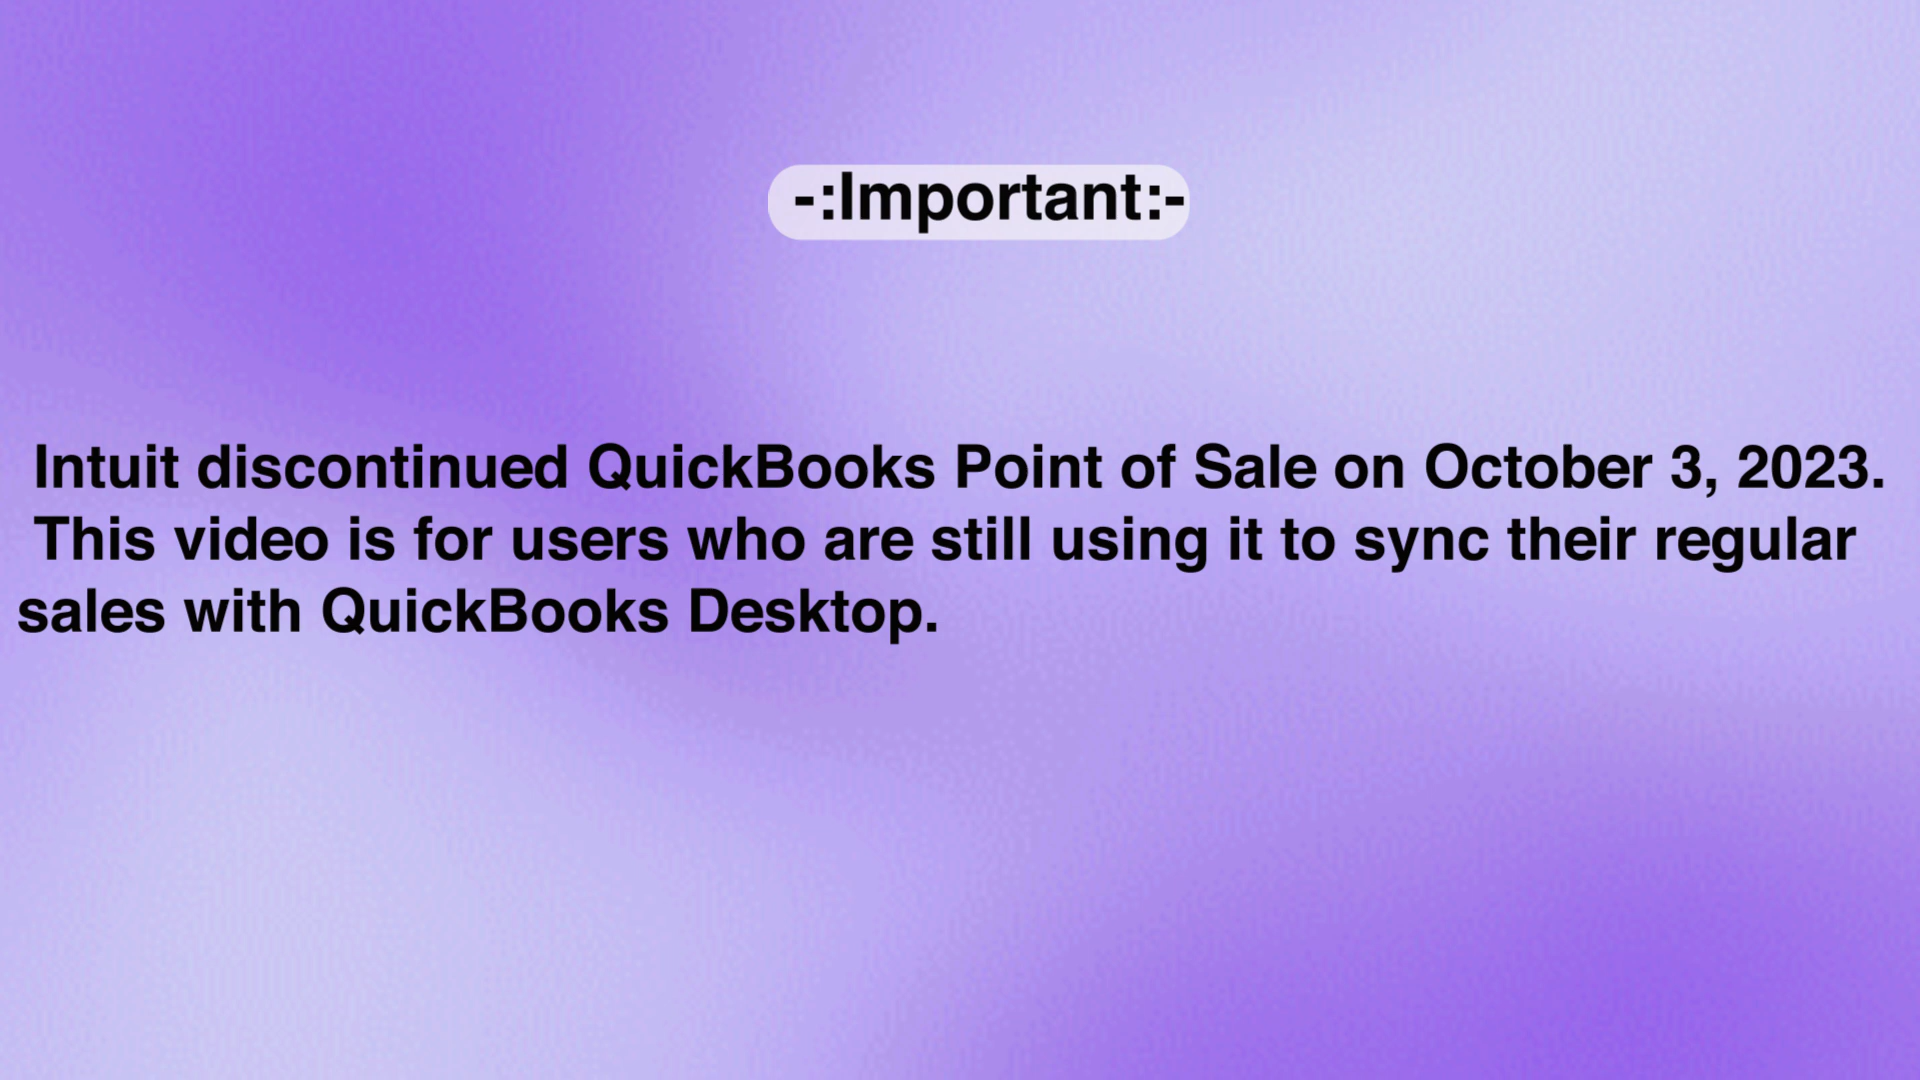 -:Important:-
Intuit discontinued QuickBooks Point of Sale on October 3, 2023.
This video is for users who are still using it to sync their regular
sales with QuickBooks Desktop.